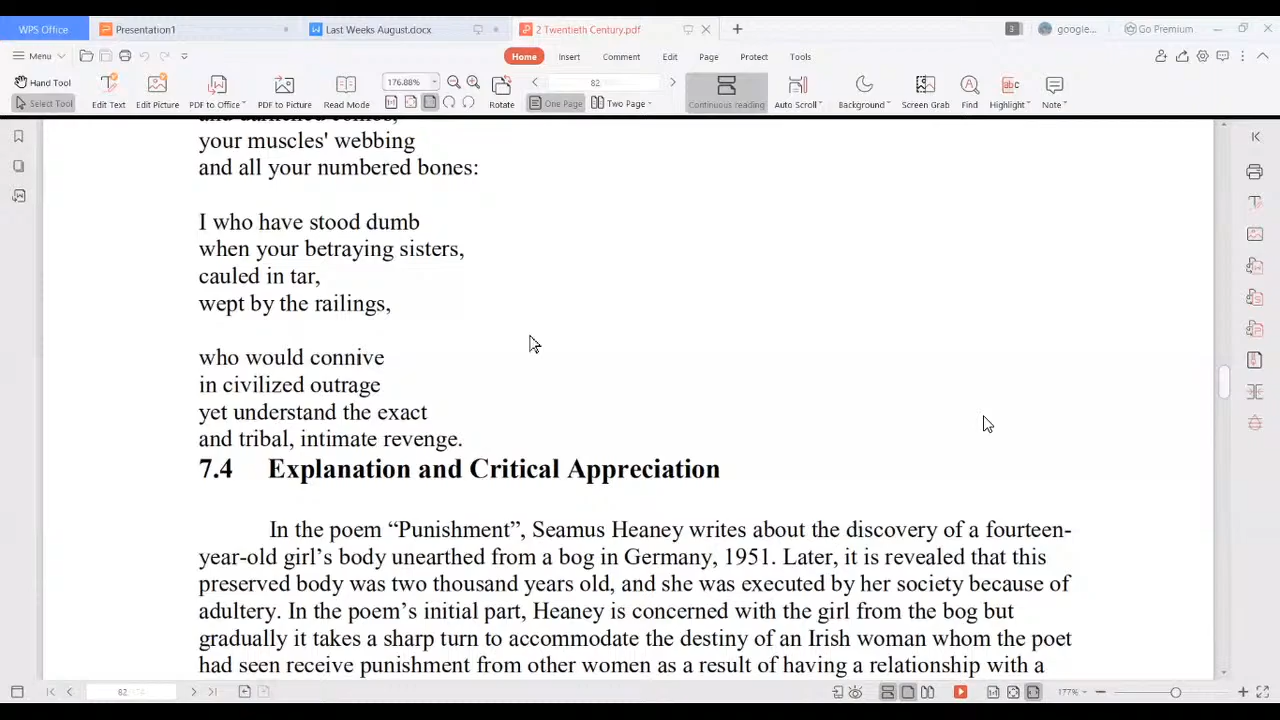 WPS Office
Presentation1
Last Weeks August.docx
2 Twentieth Century.pdf
3
google...
Go Premium
Menu
Home
Insert
Comment
Edit
Page
Protect
Tools
Hand Tool
Select Tool
Edit Text
Edit Picture
PDF to Office
PDF to Picture
Read Mode
176.88%
Rotate
82
One Page
Two Page
Continuous reading
Auto Scroll
Background
Screen Grab
Find
Highlight
Note
your muscles' webbing
and all your numbered bones:
I who have stood dumb
when your betraying sisters,
cauled in tar,
wept by the railings,
who would connive
in civilized outrage
yet understand the exact
and tribal, intimate revenge.
7.4 Explanation and Critical Appreciation
In the poem “Punishment”, Seamus Heaney writes about the discovery of a fourteen-
year-old girl’s body unearthed from a bog in Germany, 1951. Later, it is revealed that this
preserved body was two thousand years old, and she was executed by her society because of
adultery. In the poem’s initial part, Heaney is concerned with the girl from the bog but
gradually it takes a sharp turn to accommodate the destiny of an Irish woman whom the poet
had seen receive punishment from other women as a result of having a relationship with a
177%